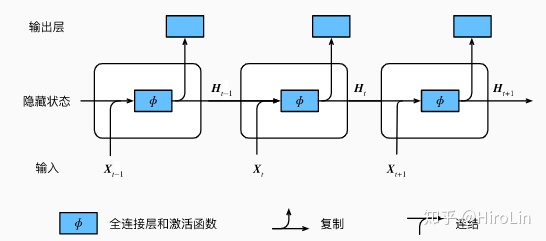 输出层
隐藏状态
ϕ
H_{t−1}
ϕ
H_t
ϕ
H_{t+1}
输入
X_{t−1}
X_t
X_{t+1}
ϕ 全连接层和激活函数
复制
连结
知乎 @HiroLin